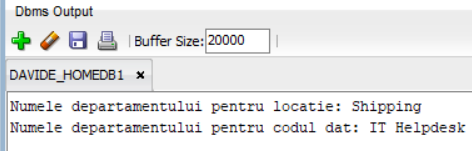 Dbms Output
Buffer Size: 20000
DAVIDE_HOMEDB1 ×
Numele departamentului pentru locatie: Shipping
Numele departamentului pentru codul dat: IT Helpdesk